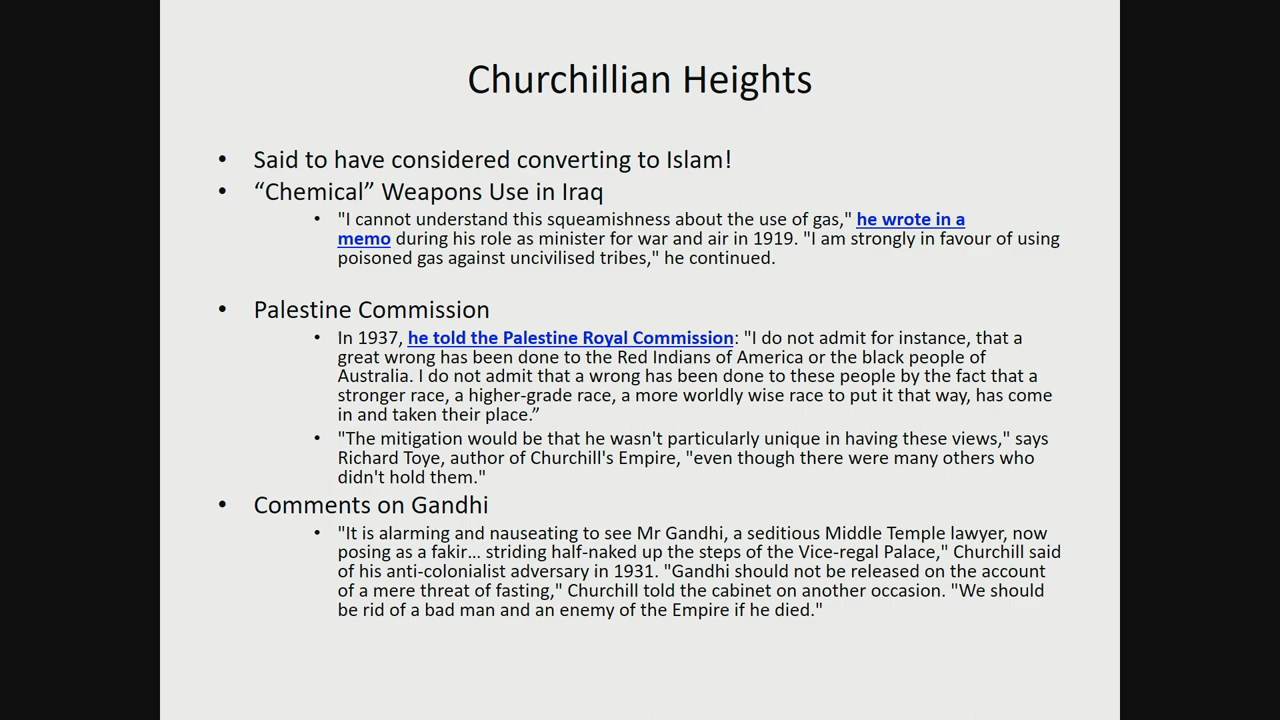 Churchillian Heights
• Said to have considered converting to Islam!
• “Chemical” Weapons Use in Iraq
• "I cannot understand this squeamishness about the use of gas," he wrote in a
memo during his role as minister for war and air in 1919. "I am strongly in favour of using
poisoned gas against uncivilised tribes," he continued.
• Palestine Commission
• In 1937, he told the Palestine Royal Commission: "I do not admit for instance, that a
great wrong has been done to the Red Indians of America or the black people of
Australia. I do not admit that a wrong has been done to these people by the fact that a
stronger race, a higher-grade race, a more worldly wise race to put it that way, has come
in and taken their place.”
• "The mitigation would be that he wasn't particularly unique in having these views," says
Richard Toye, author of Churchill's Empire, "even though there were many others who
didn't hold them."
• Comments on Gandhi
• "It is alarming and nauseating to see Mr Gandhi, a seditious Middle Temple lawyer, now
posing as a fakir… striding half-naked up the steps of the Vice-regal Palace," Churchill said
of his anti-colonialist adversary in 1931. "Gandhi should not be released on the account
of a mere threat of fasting," Churchill told the cabinet on another occasion. "We should
be rid of a bad man and an enemy of the Empire if he died."